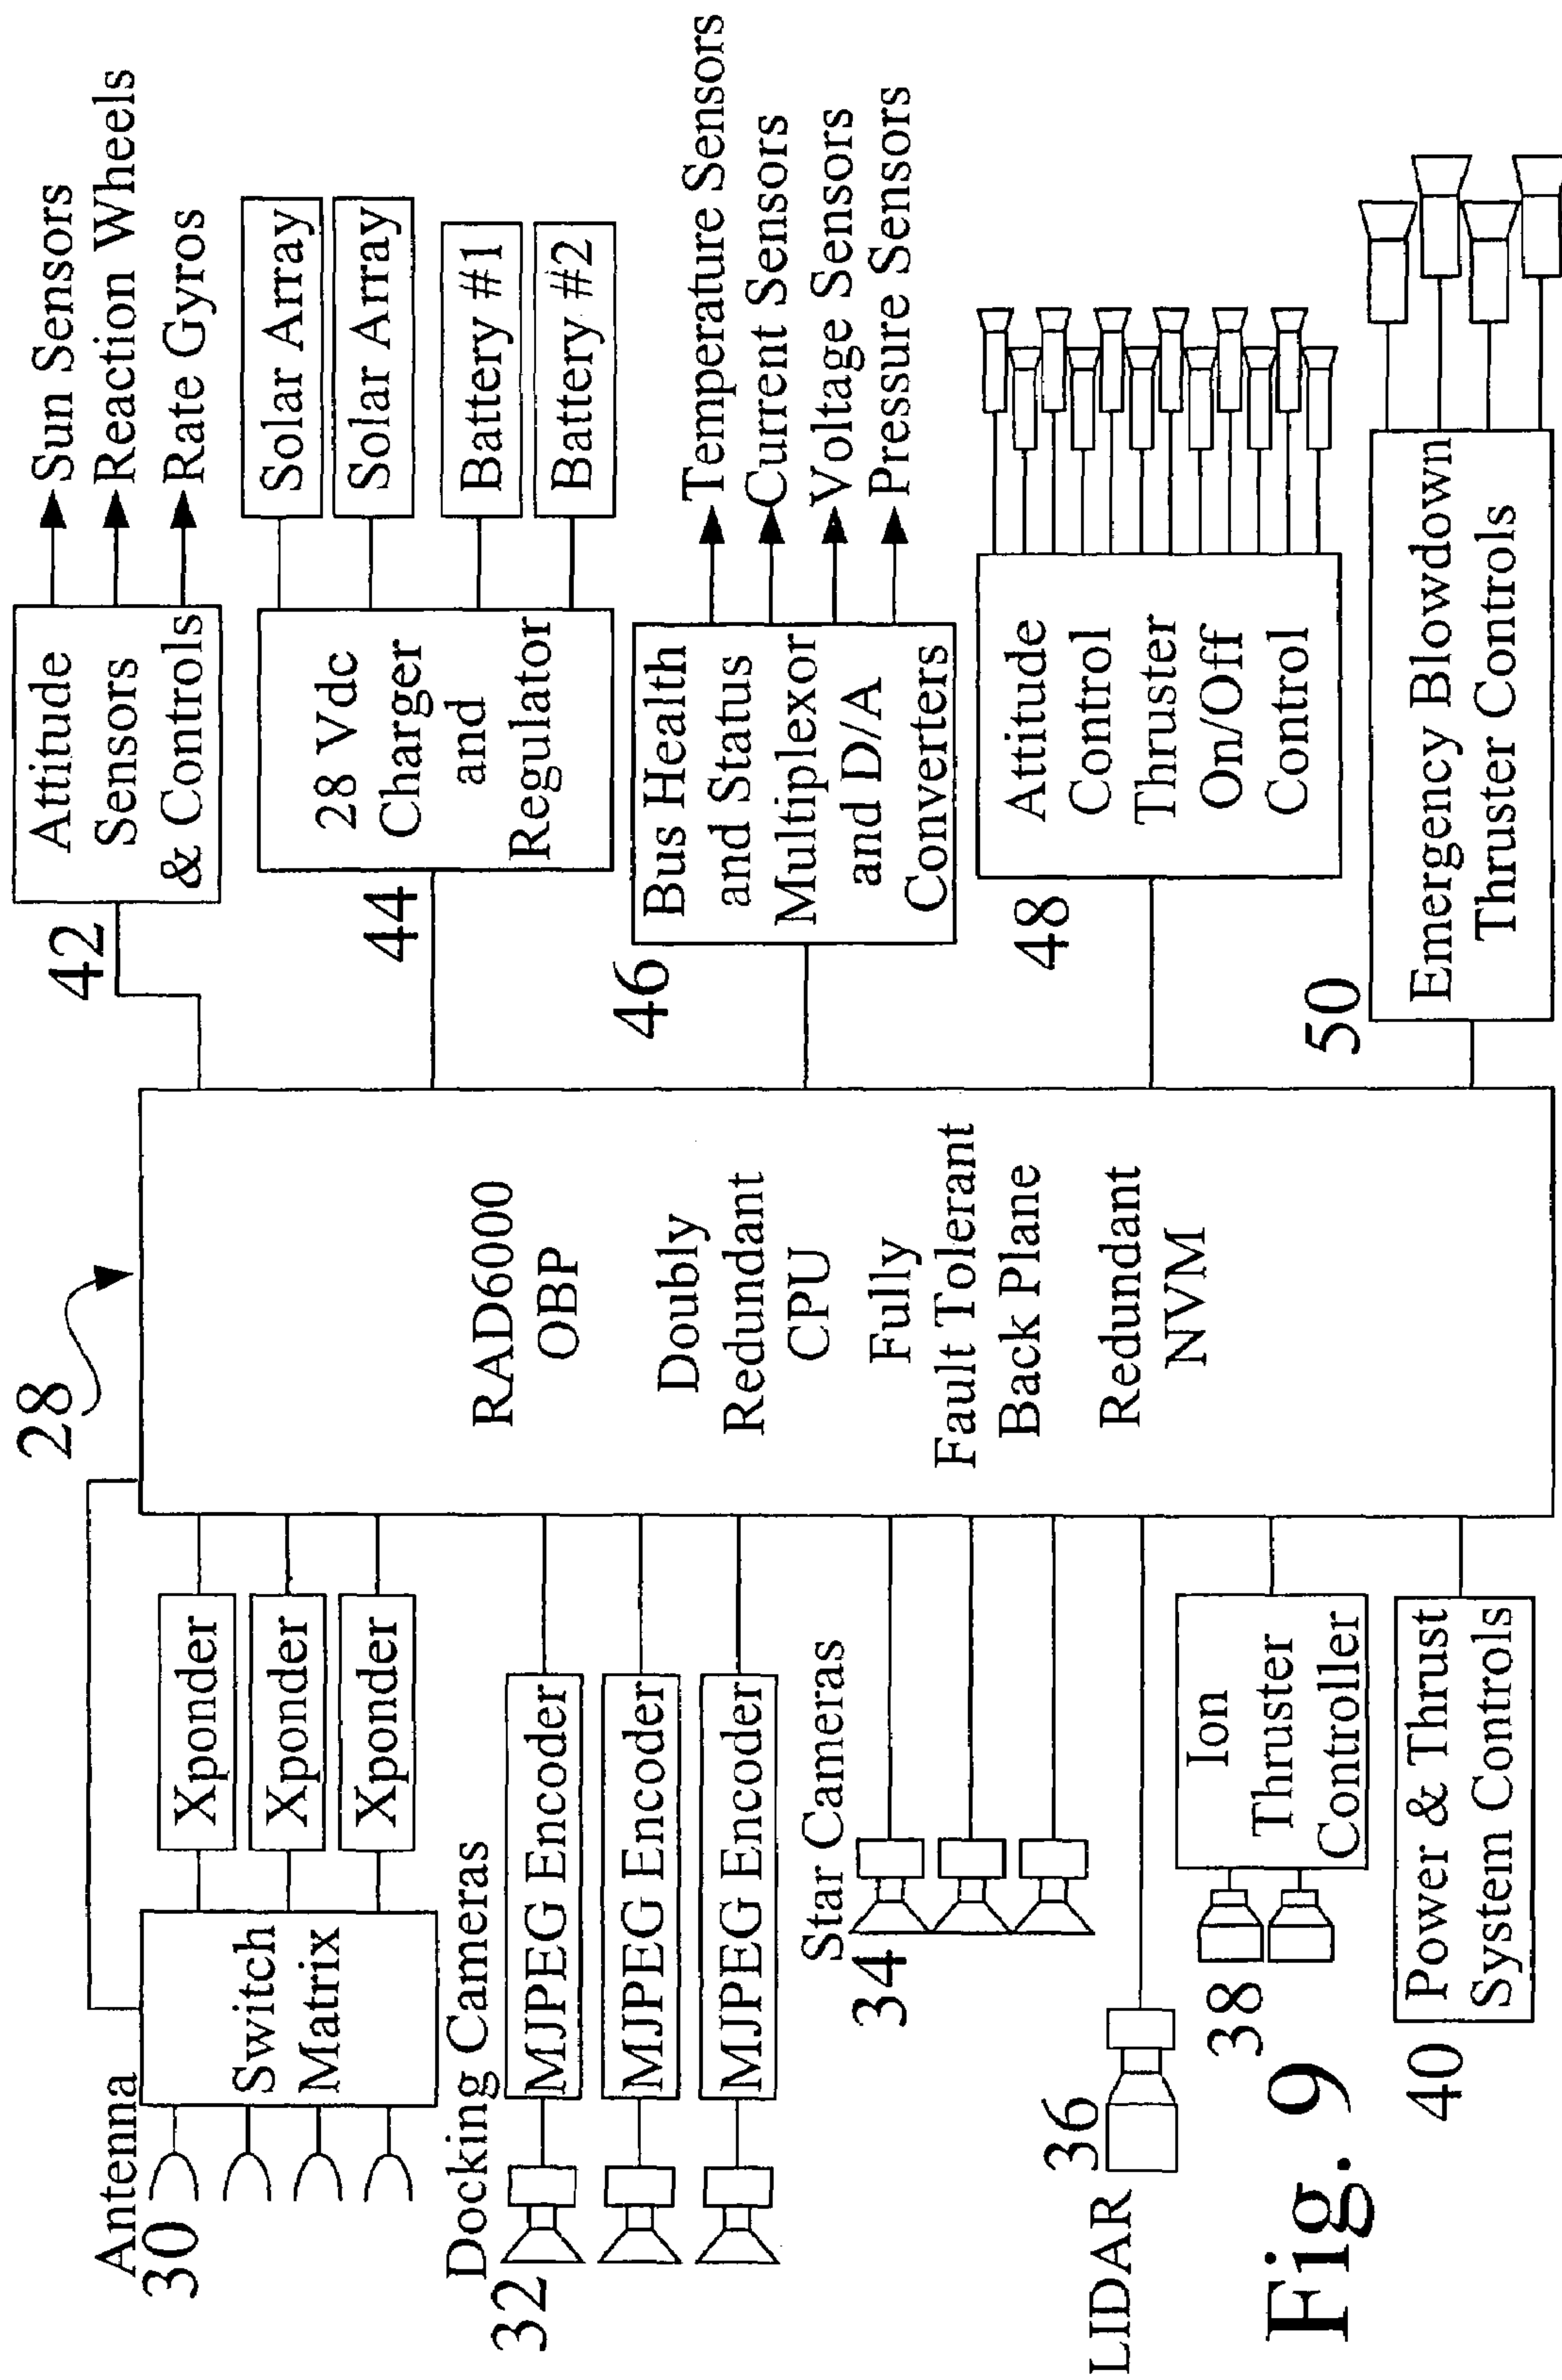 28
Antenna
30
Switch
Matrix
Xponder
Xponder
Xponder
Docking Cameras
32
MJPEG Encoder
MJPEG Encoder
MJPEG Encoder
Star Cameras
34
LIDAR
36
38
Ion
Thruster
Controller
40
Power & Thrust
System Controls
RAD6000
OBP
Doubly
Redundant
CPU
Fully
Fault Tolerant
Back Plane
Redundant
NVM
42
Attitude
Sensors
& Controls
Sun Sensors
Reaction Wheels
Rate Gyros
44
28 Vdc
Charger
and
Regulator
Solar Array
Solar Array
Battery #1
Battery #2
46
Bus Health
and Status
Multiplexor
and D/A
Converters
Temperature Sensors
Current Sensors
Voltage Sensors
Pressure Sensors
48
Attitude
Control
Thruster
On/Off
Control
50
Emergency Blowdown
Thruster Controls
Fig. 9